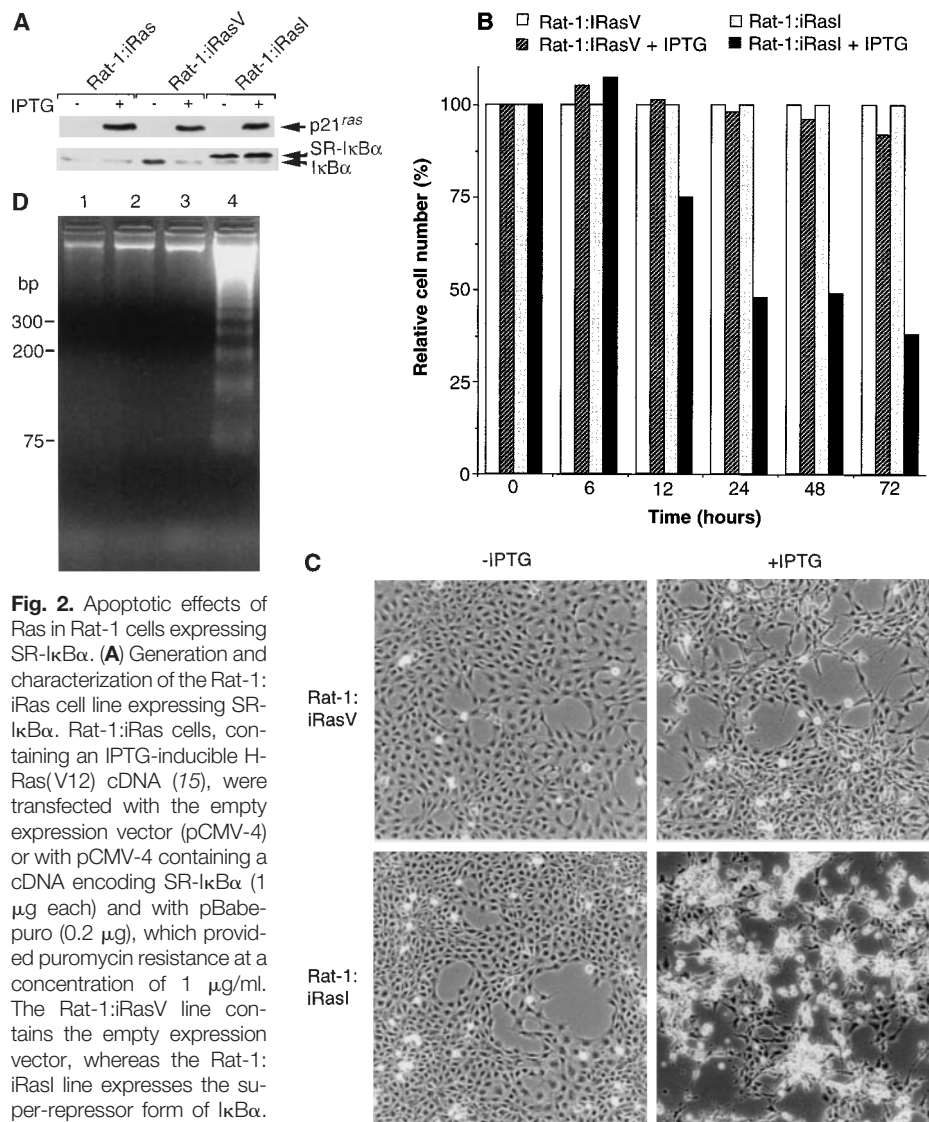 A
Rat-1:iRas
Rat-1:iRasV
Rat-1:iRasI
IPTG - + - + - +
p21ras
SR-IκBα
IκBα
B
Rat-1:IRasV
Rat-1:iRasI
Rat-1:IRasV + IPTG
Rat-1:iRasI + IPTG
Relative cell number (%)
100
75
50
25
0
0 6 12 24 48 72
Time (hours)
D
1 2 3 4
bp
300
200
75
C
-IPTG
+IPTG
Rat-1:
iRasV
Rat-1:
iRasI
Fig. 2. Apoptotic effects of
Ras in Rat-1 cells expressing
SR-IκBα. (A) Generation and
characterization of the Rat-1:
iRas cell line expressing SR-
IκBα. Rat-1:iRas cells, con-
taining an IPTG-inducible H-
Ras(V12) cDNA (15), were
transfected with the empty
expression vector (pCMV-4)
or with pCMV-4 containing a
cDNA encoding SR-IκBα (1
μg each) and with pBabe-
puro (0.2 μg), which provid-
ed puromycin resistance at a
concentration of 1 μg/ml.
The Rat-1:iRasV line con-
tains the empty expression
vector, whereas the Rat-1:
iRasI line expresses the su-
per-repressor form of IκBα.